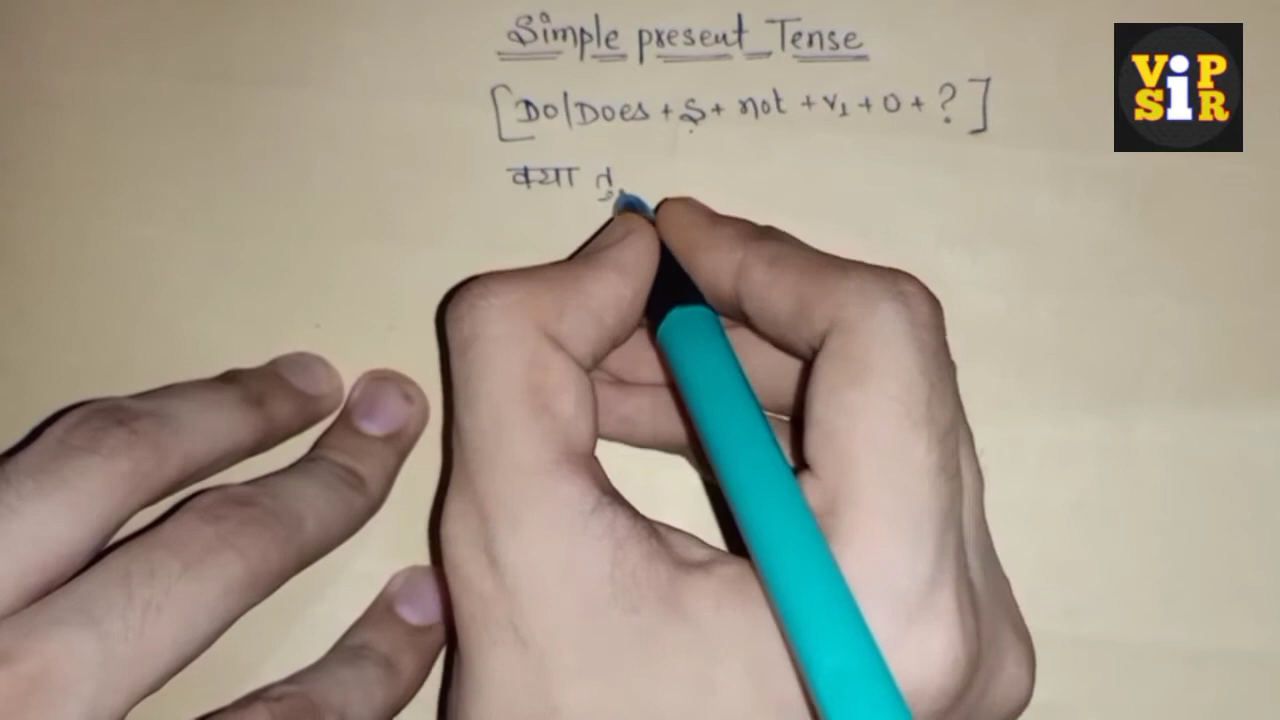 Simple present Tense
[Do/Does + S + not + V1 + O + ?]
क्या तु
ViP
SiR